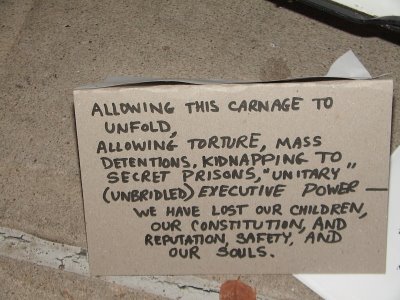 ALLOWING THIS CARNAGE TO
UNFOLD,
ALLOWING TORTURE, MASS
DETENTIONS, KIDNAPPING TO
SECRET PRISONS, "UNITARY"
(UNBRIDLED) EXECUTIVE POWER —
WE HAVE LOST OUR CHILDREN,
OUR CONSTITUTION, AND
REPUTATION, SAFETY, AND
OUR SOULS.